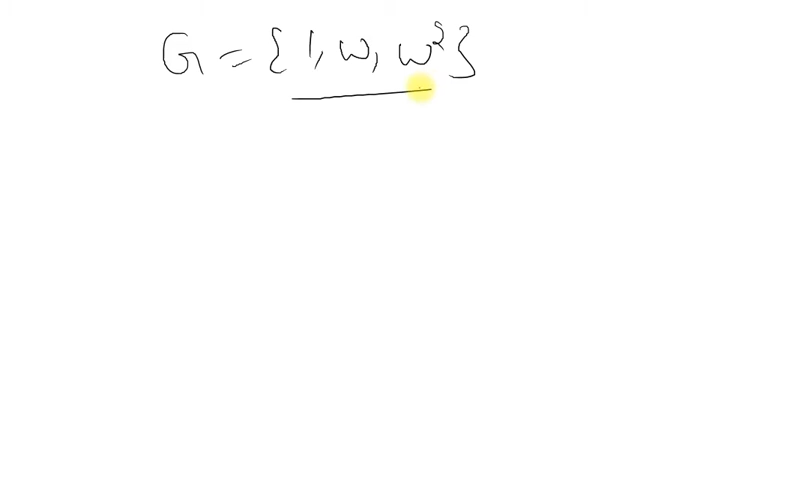 G = {1, ω, ω²}